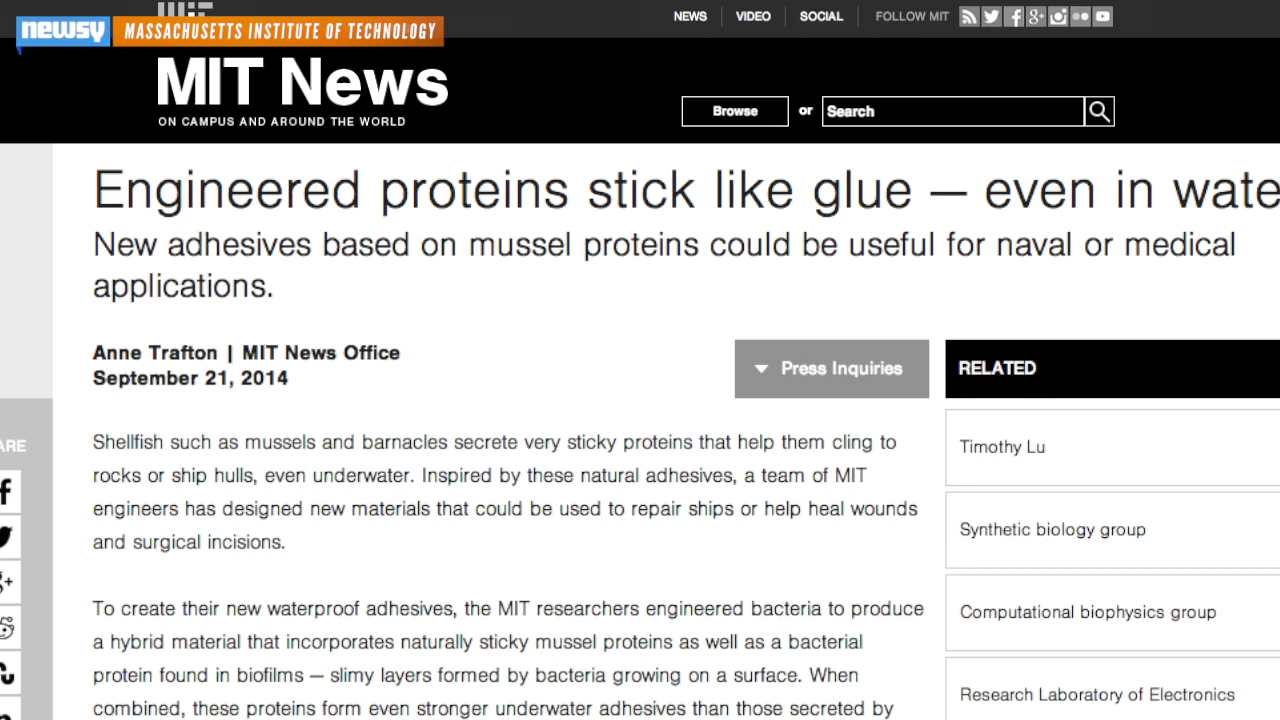 newsy MASSACHUSETTS INSTITUTE OF TECHNOLOGY
NEWS VIDEO SOCIAL FOLLOW MIT
MIT News
ON CAMPUS AND AROUND THE WORLD
Browse or Search
Engineered proteins stick like glue — even in wate
New adhesives based on mussel proteins could be useful for naval or medical
applications.
Anne Trafton | MIT News Office
September 21, 2014
Press Inquiries
RELATED
ARE
Shellfish such as mussels and barnacles secrete very sticky proteins that help them cling to
rocks or ship hulls, even underwater. Inspired by these natural adhesives, a team of MIT
engineers has designed new materials that could be used to repair ships or help heal wounds
and surgical incisions.
To create their new waterproof adhesives, the MIT researchers engineered bacteria to produce
a hybrid material that incorporates naturally sticky mussel proteins as well as a bacterial
protein found in biofilms — slimy layers formed by bacteria growing on a surface. When
combined, these proteins form even stronger underwater adhesives than those secreted by
Timothy Lu
Synthetic biology group
Computational biophysics group
Research Laboratory of Electronics